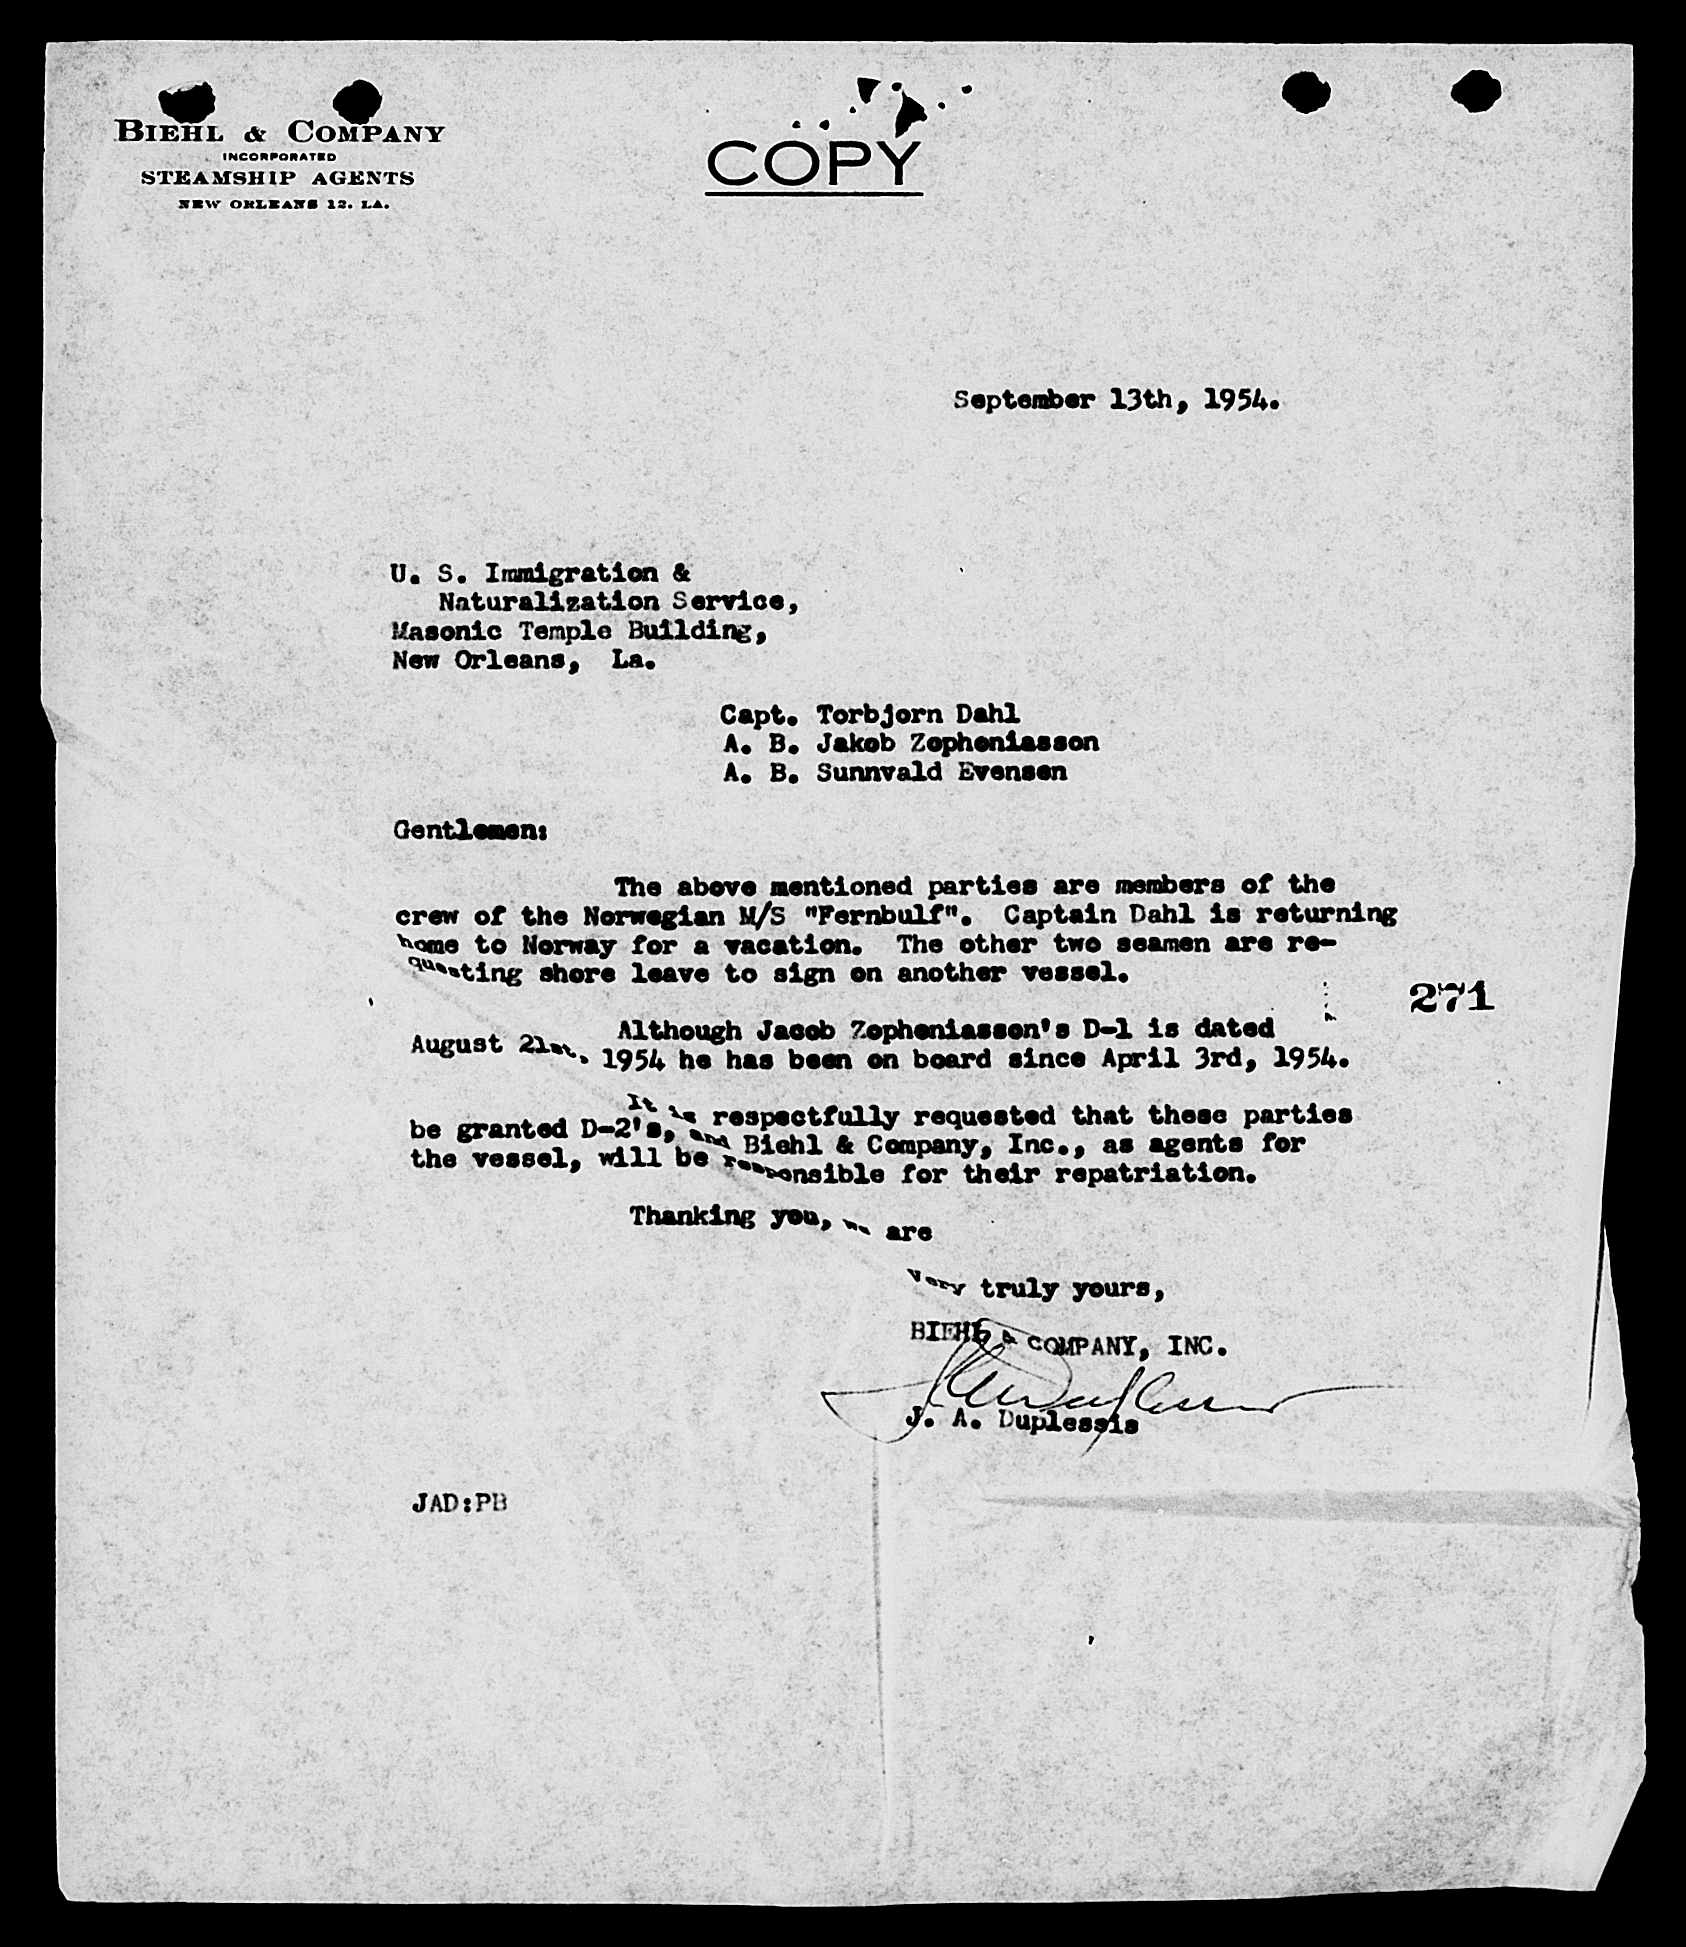 BIEHL & COMPANY
INCORPORATED
STEAMSHIP AGENTS
NEW ORLEANS 12, LA.
COPY
September 13th, 1954.
U. S. Immigration &
Naturalization Service,
Masonic Temple Building,
New Orleans, La.
Capt. Torbjorn Dahl
A. B. Jakob Zopheniasson
A. B. Sunnvald Evensen
Gentlemen:
The above mentioned parties are members of the
crew of the Norwegian M/S "Fernbulf". Captain Dahl is returning
home to Norway for a vacation. The other two seamen are re-
questing shore leave to sign on another vessel.
271
Although Jacob Zopheniasson's D-1 is dated
August 21st, 1954 he has been on board since April 3rd, 1954.
It is respectfully requested that these parties
be granted D-2's, and Biehl & Company, Inc., as agents for
the vessel, will be responsible for their repatriation.
Thanking you, we are
Very truly yours,
BIEHL & COMPANY, INC.
J. A. Duplessis
JAD:PB